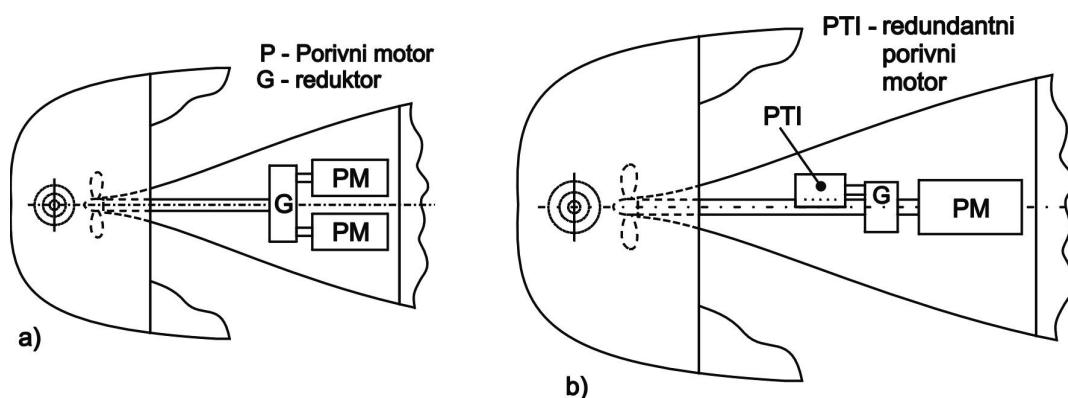 P - Porivni motor
G - reduktor
PM
G
PM
a)
PTI - redundantni
porivni
motor
PTI
G
PM
b)